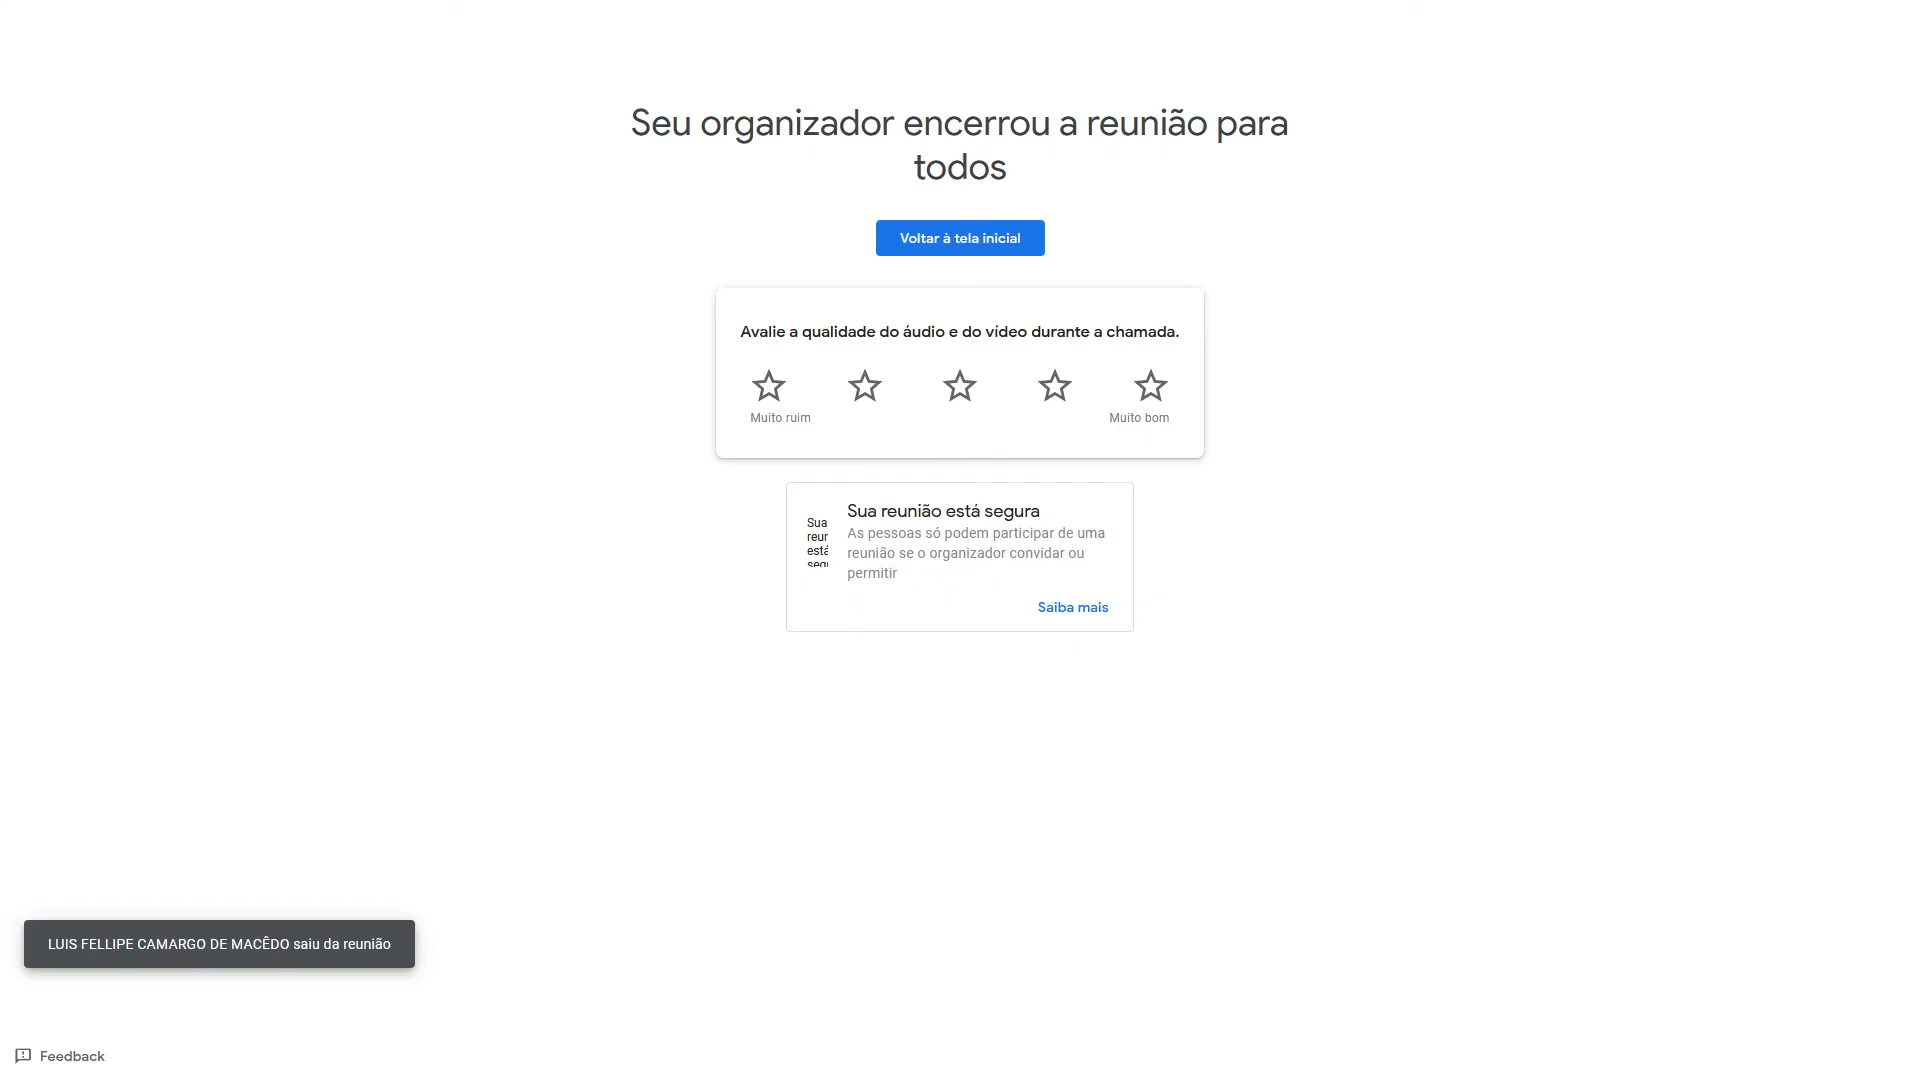 Seu organizador encerrou a reunião para
todos
Voltar à tela inicial
Avalie a qualidade do áudio e do vídeo durante a chamada.
Muito ruim
Muito bom
Sua reunião está segura
As pessoas só podem participar de uma
reunião se o organizador convidar ou
permitir
Sua
Saiba mais
LUIS FELLIPE CAMARGO DE MACÊDO saiu da reunião
Feedback